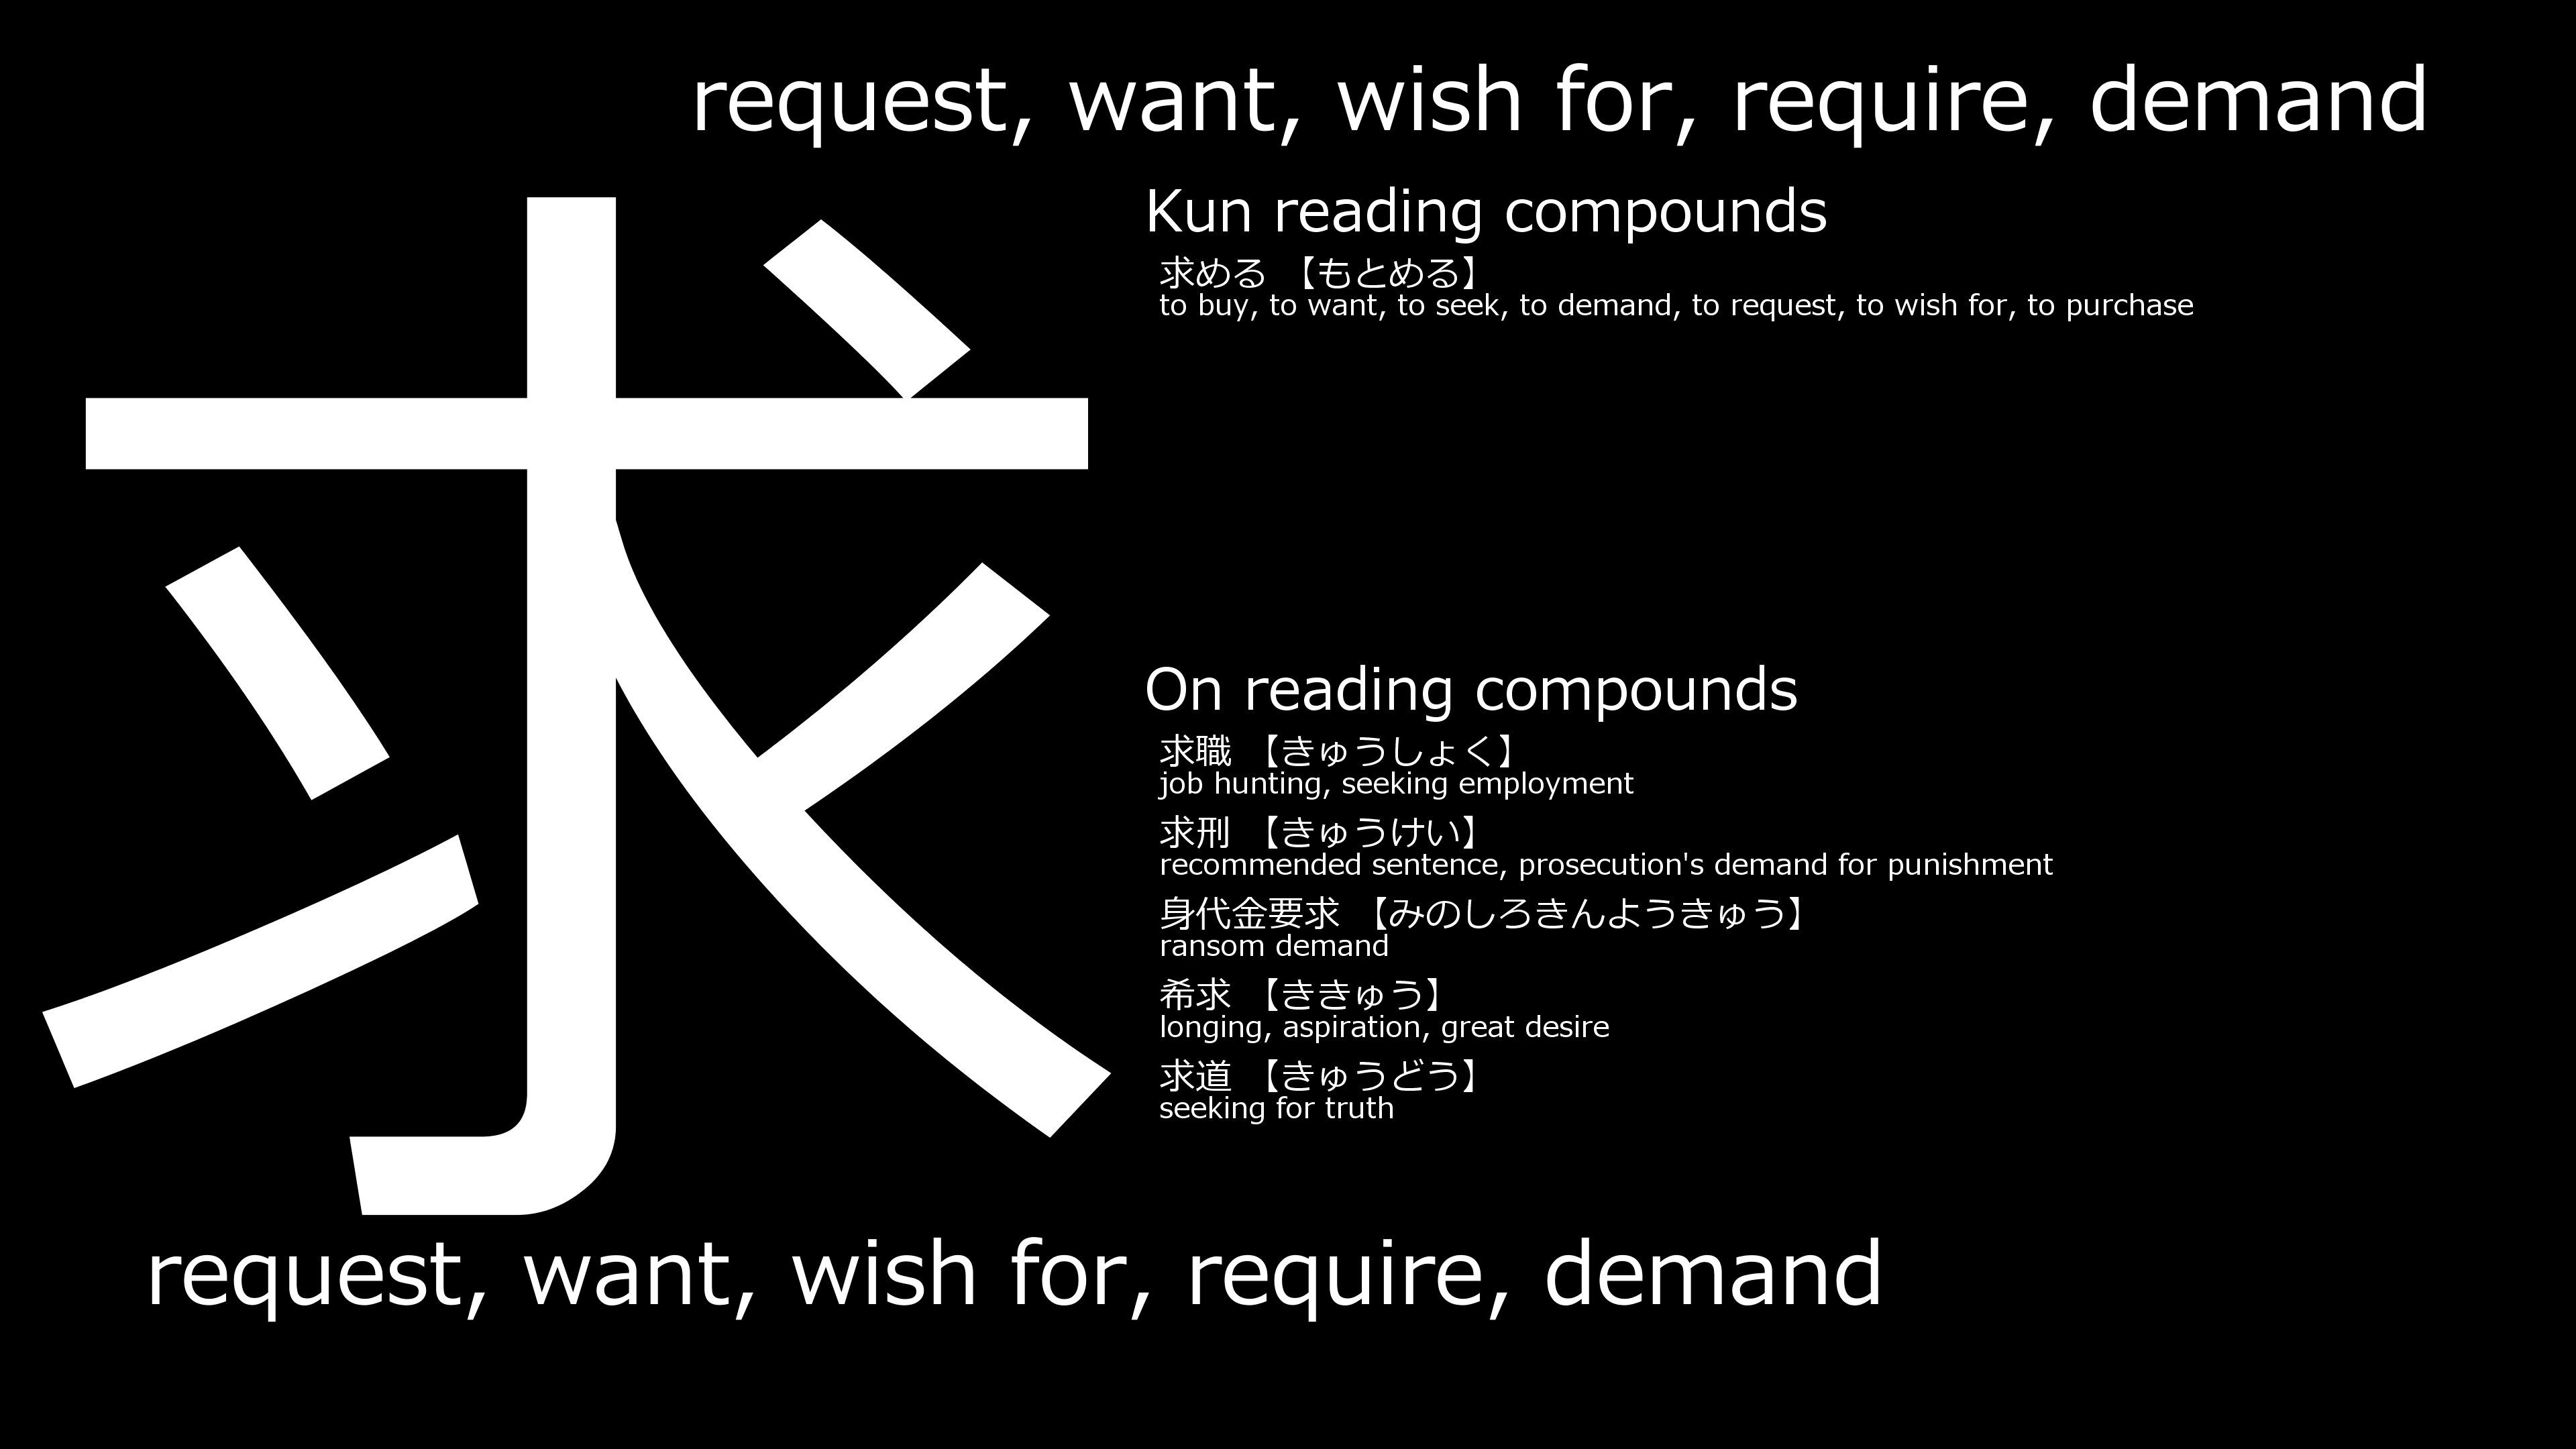 request, want, wish for, require, demand
求
Kun reading compounds
求める 【もとめる】
to buy, to want, to seek, to demand, to request, to wish for, to purchase
On reading compounds
求職 【きゅうしょく】
job hunting, seeking employment
求刑 【きゅうけい】
recommended sentence, prosecution's demand for punishment
身代金要求 【みのしろきんようきゅう】
ransom demand
希求 【ききゅう】
longing, aspiration, great desire
求道 【きゅうどう】
seeking for truth
request, want, wish for, require, demand